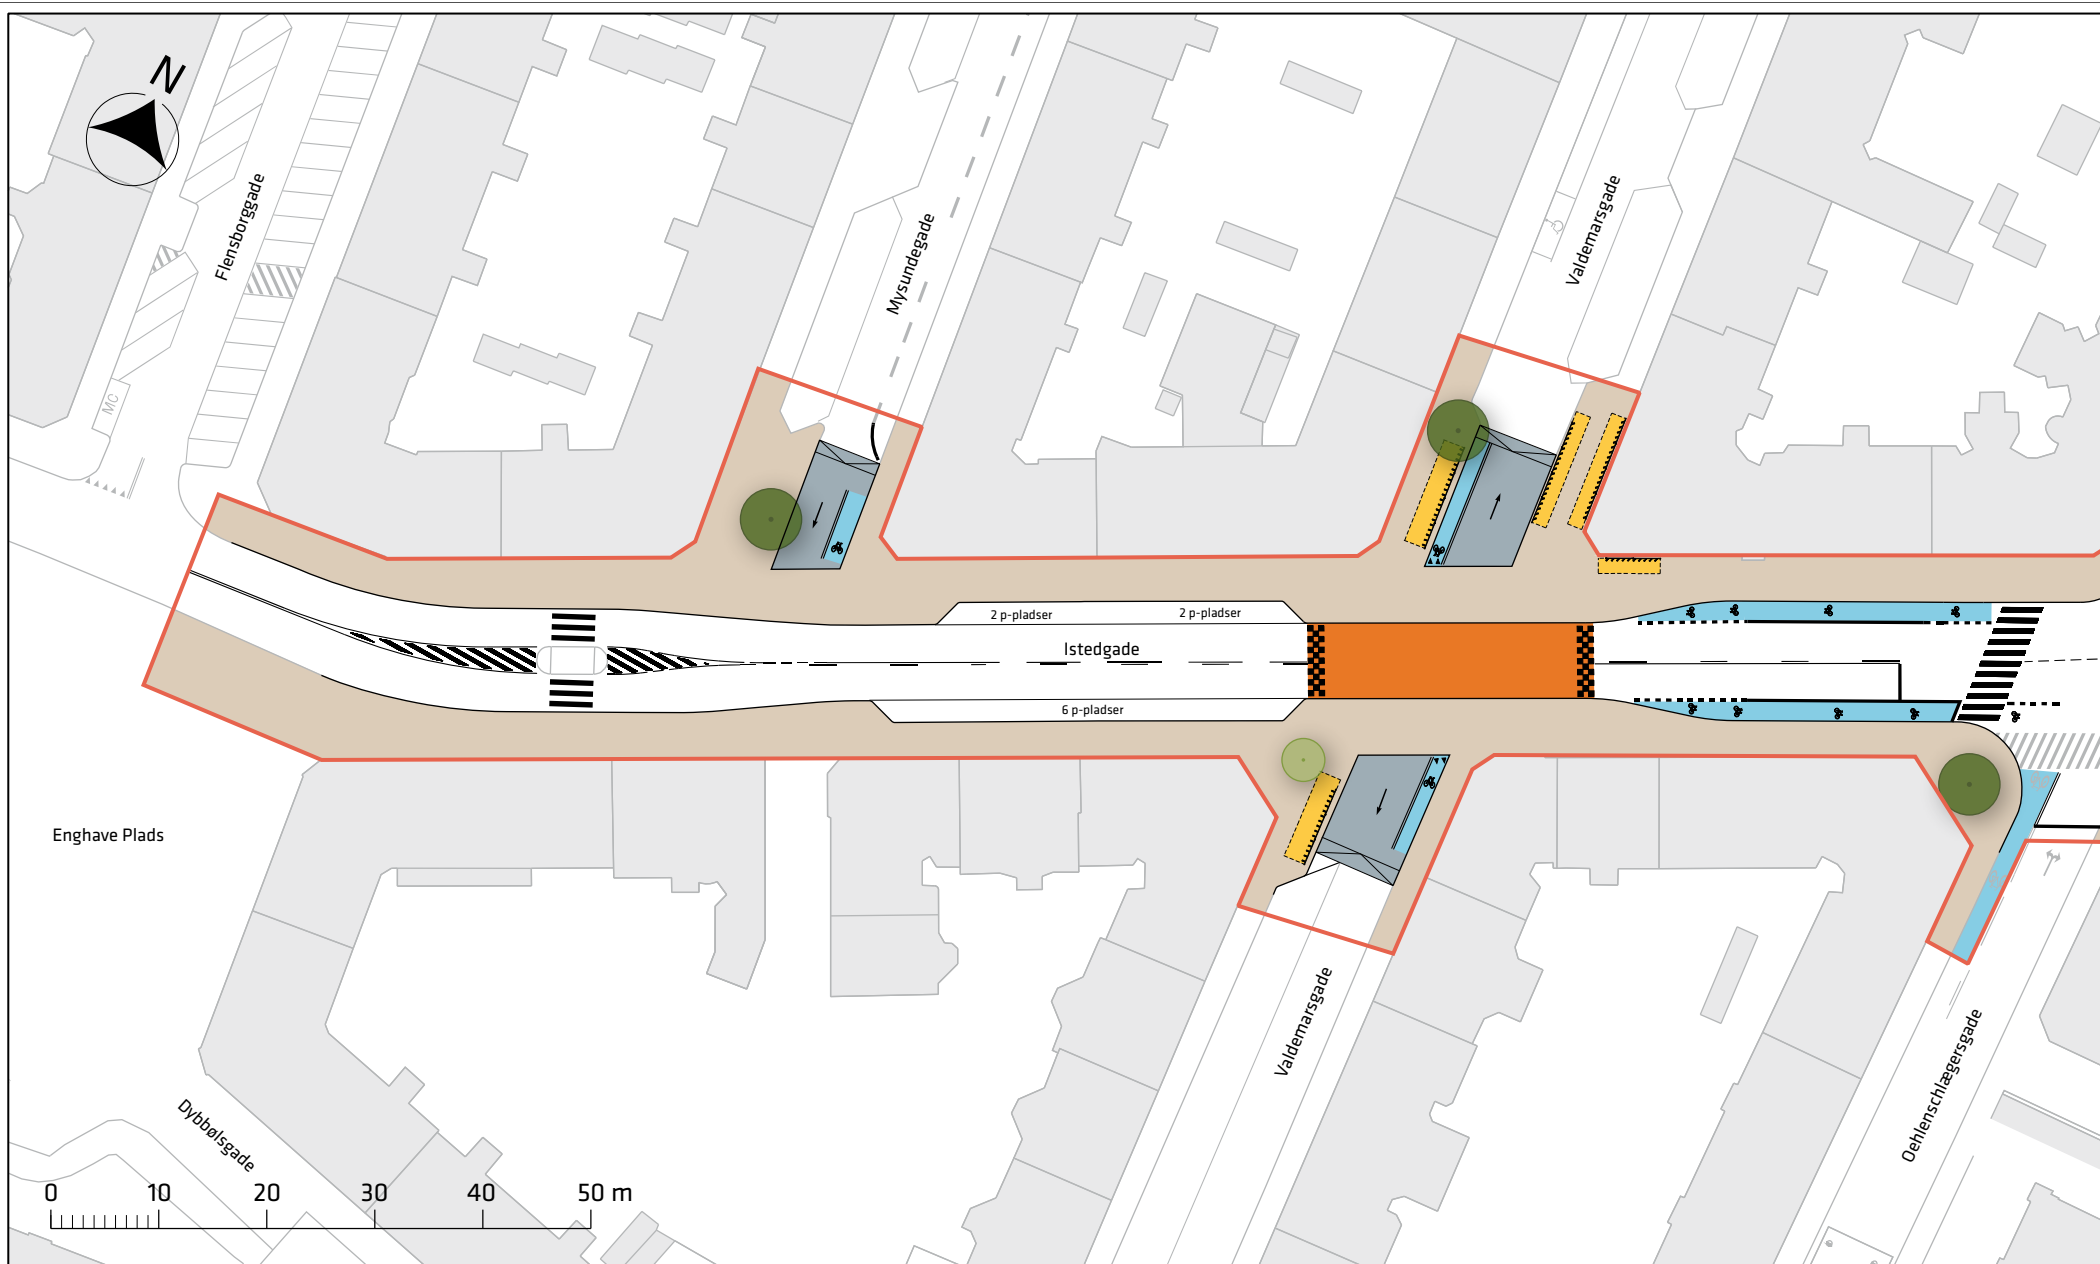 N
Flensborggade
Mysundegade
Valdemarsgade
MC
2 p-pladser
2 p-pladser
Istedgade
6 p-pladser
Enghave Plads
Valdemarsgade
Oehlenschlægersgade
Dybbølsgade
0 10 20 30 40 50 m